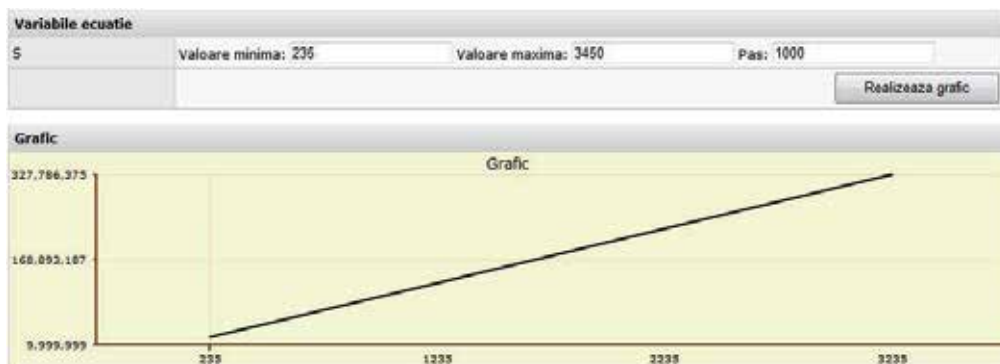 Variabile ecuatie
S Valoare minima: 235 Valoare maxima: 3450 Pas: 1000
Realizeaza grafic
Grafic
Grafic
327,786.375
168,893.187
9.999.999
235 1235 2235 3235